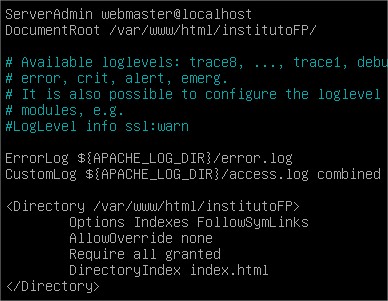 ServerAdmin webmaster@localhost
DocumentRoot /var/www/html/institutoFP/
# Available loglevels: trace8, ..., trace1, debu
# error, crit, alert, emerg.
# It is also possible to configure the loglevel
# modules, e.g.
#LogLevel info ssl:warn
ErrorLog ${APACHE_LOG_DIR}/error.log
CustomLog ${APACHE_LOG_DIR}/access.log combined
<Directory /var/www/html/institutoFP>
Options Indexes FollowSymLinks
AllowOverride none
Require all granted
DirectoryIndex index.html
</Directory>